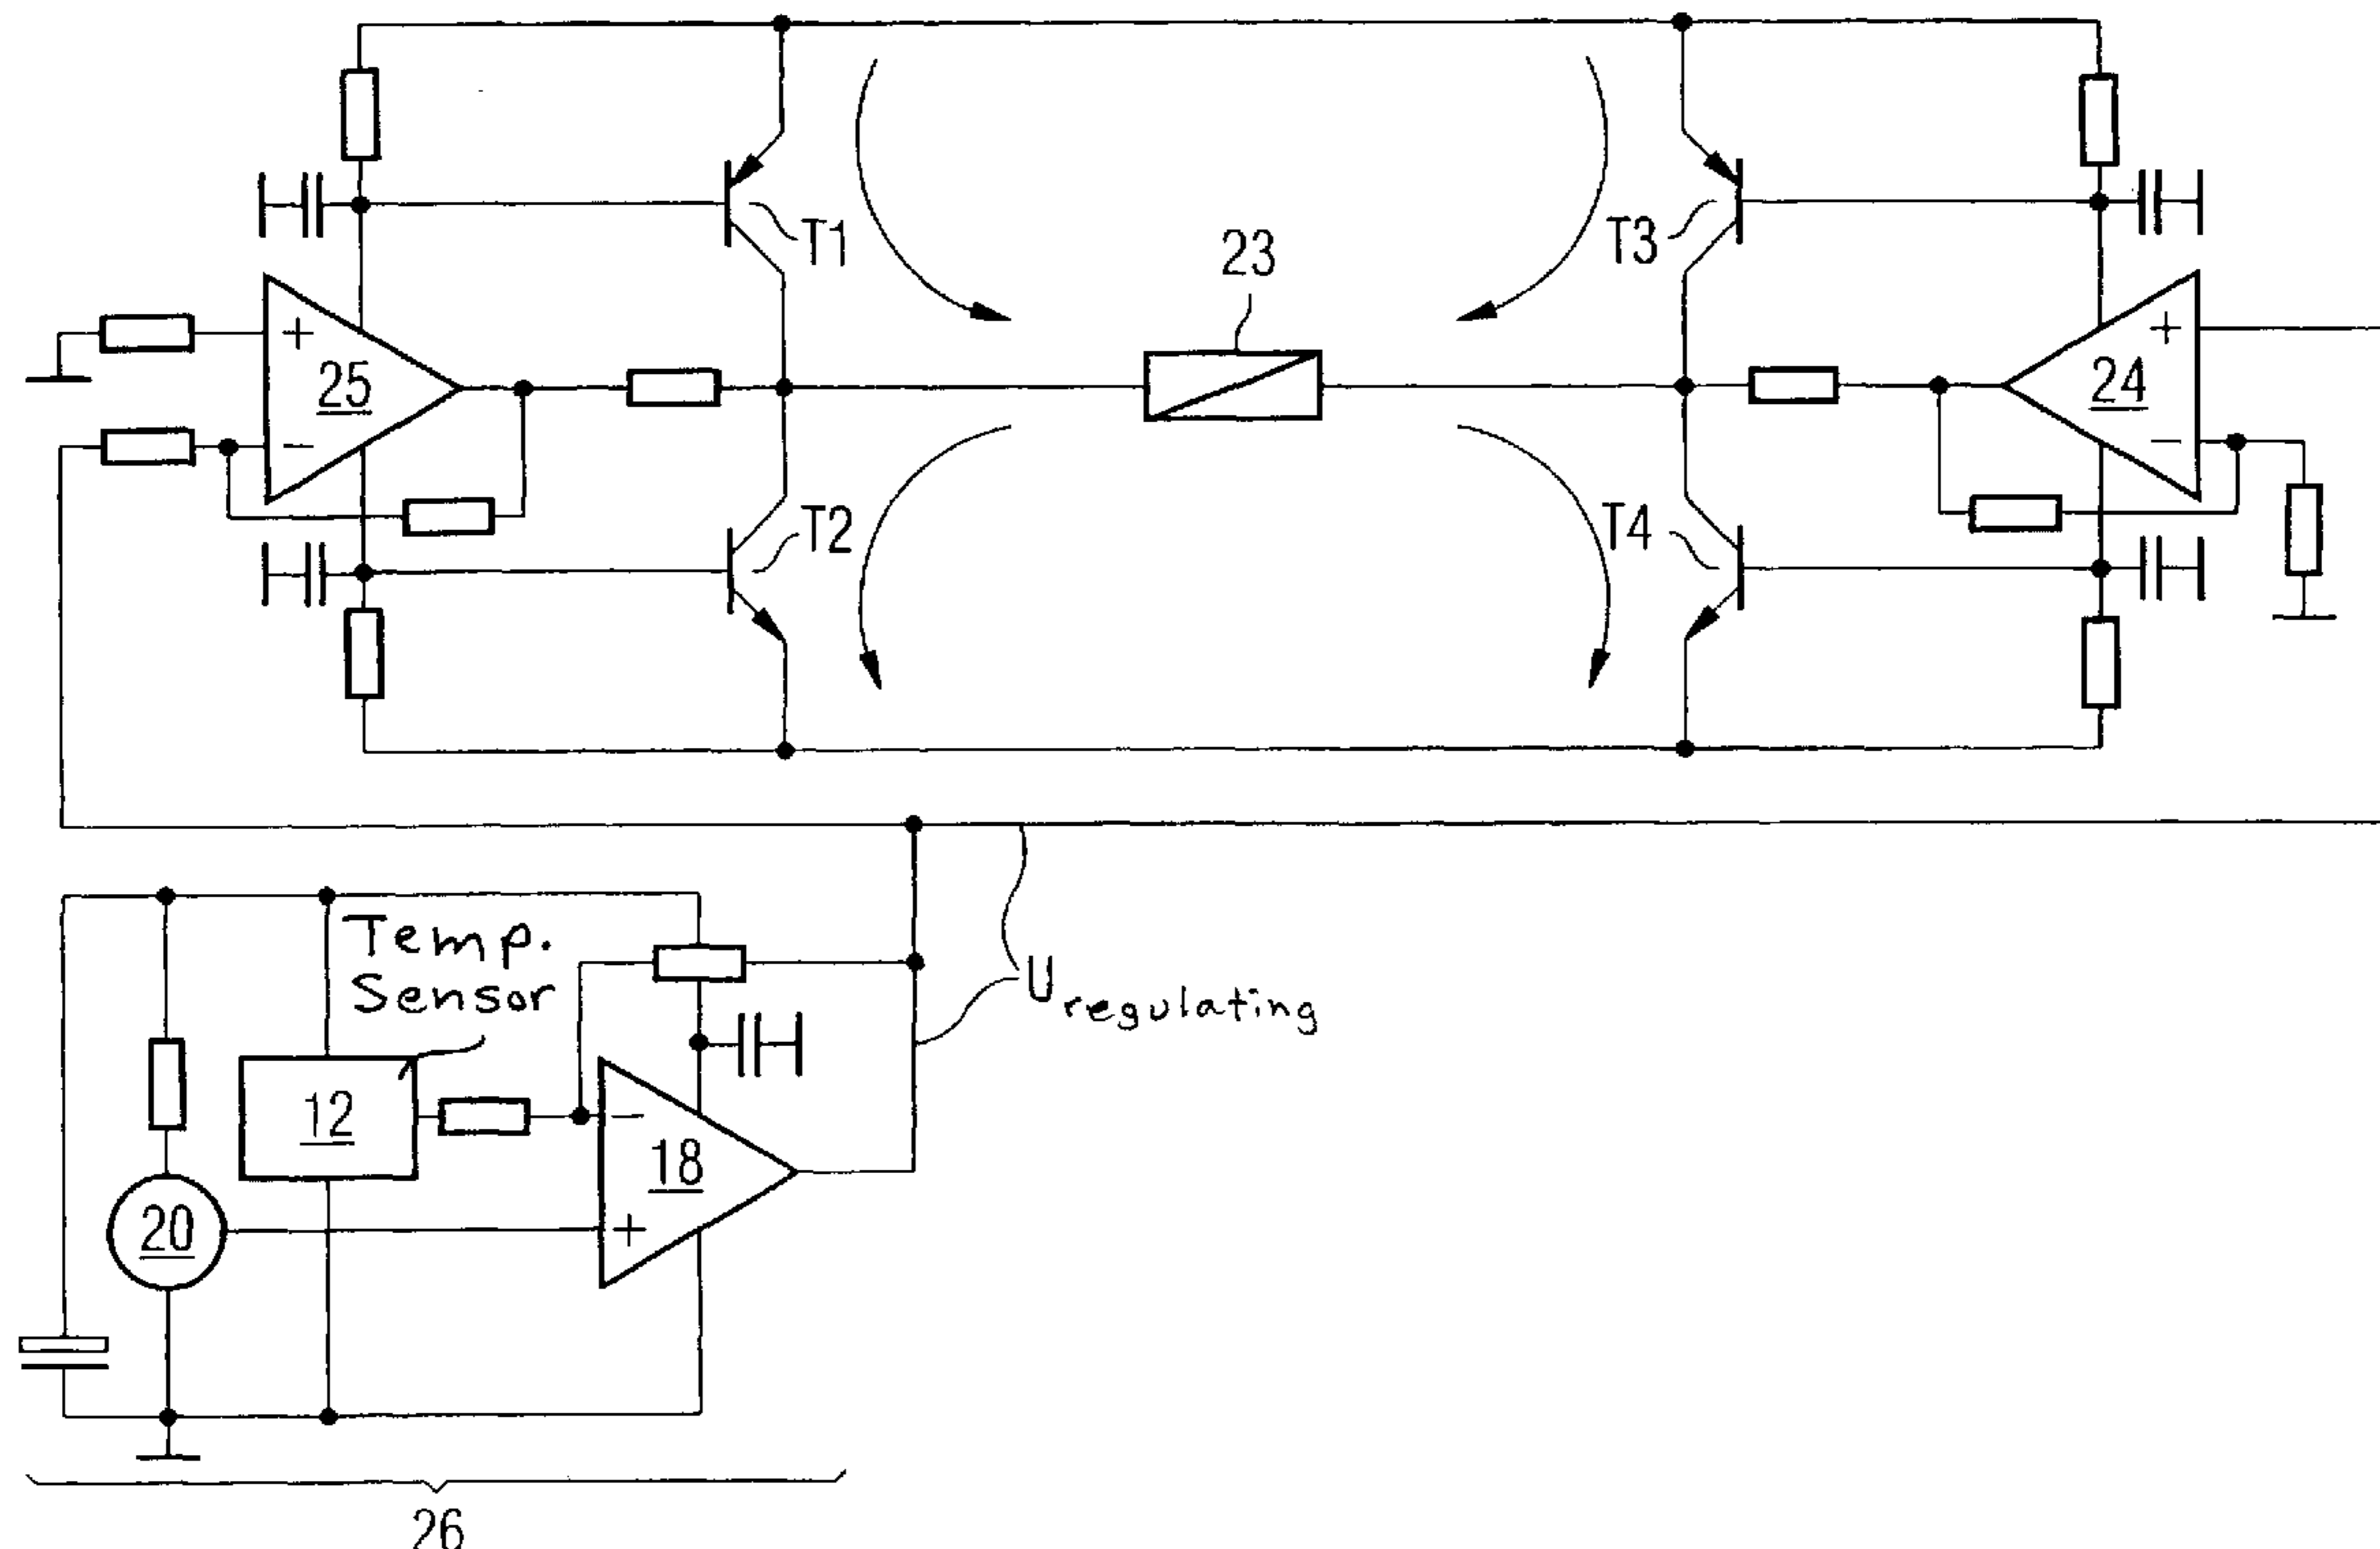 T1
T3
23
+
25
−
+
24
−
T2
T4
Temp.
Sensor
U regulating
12
−
18
+
20
26